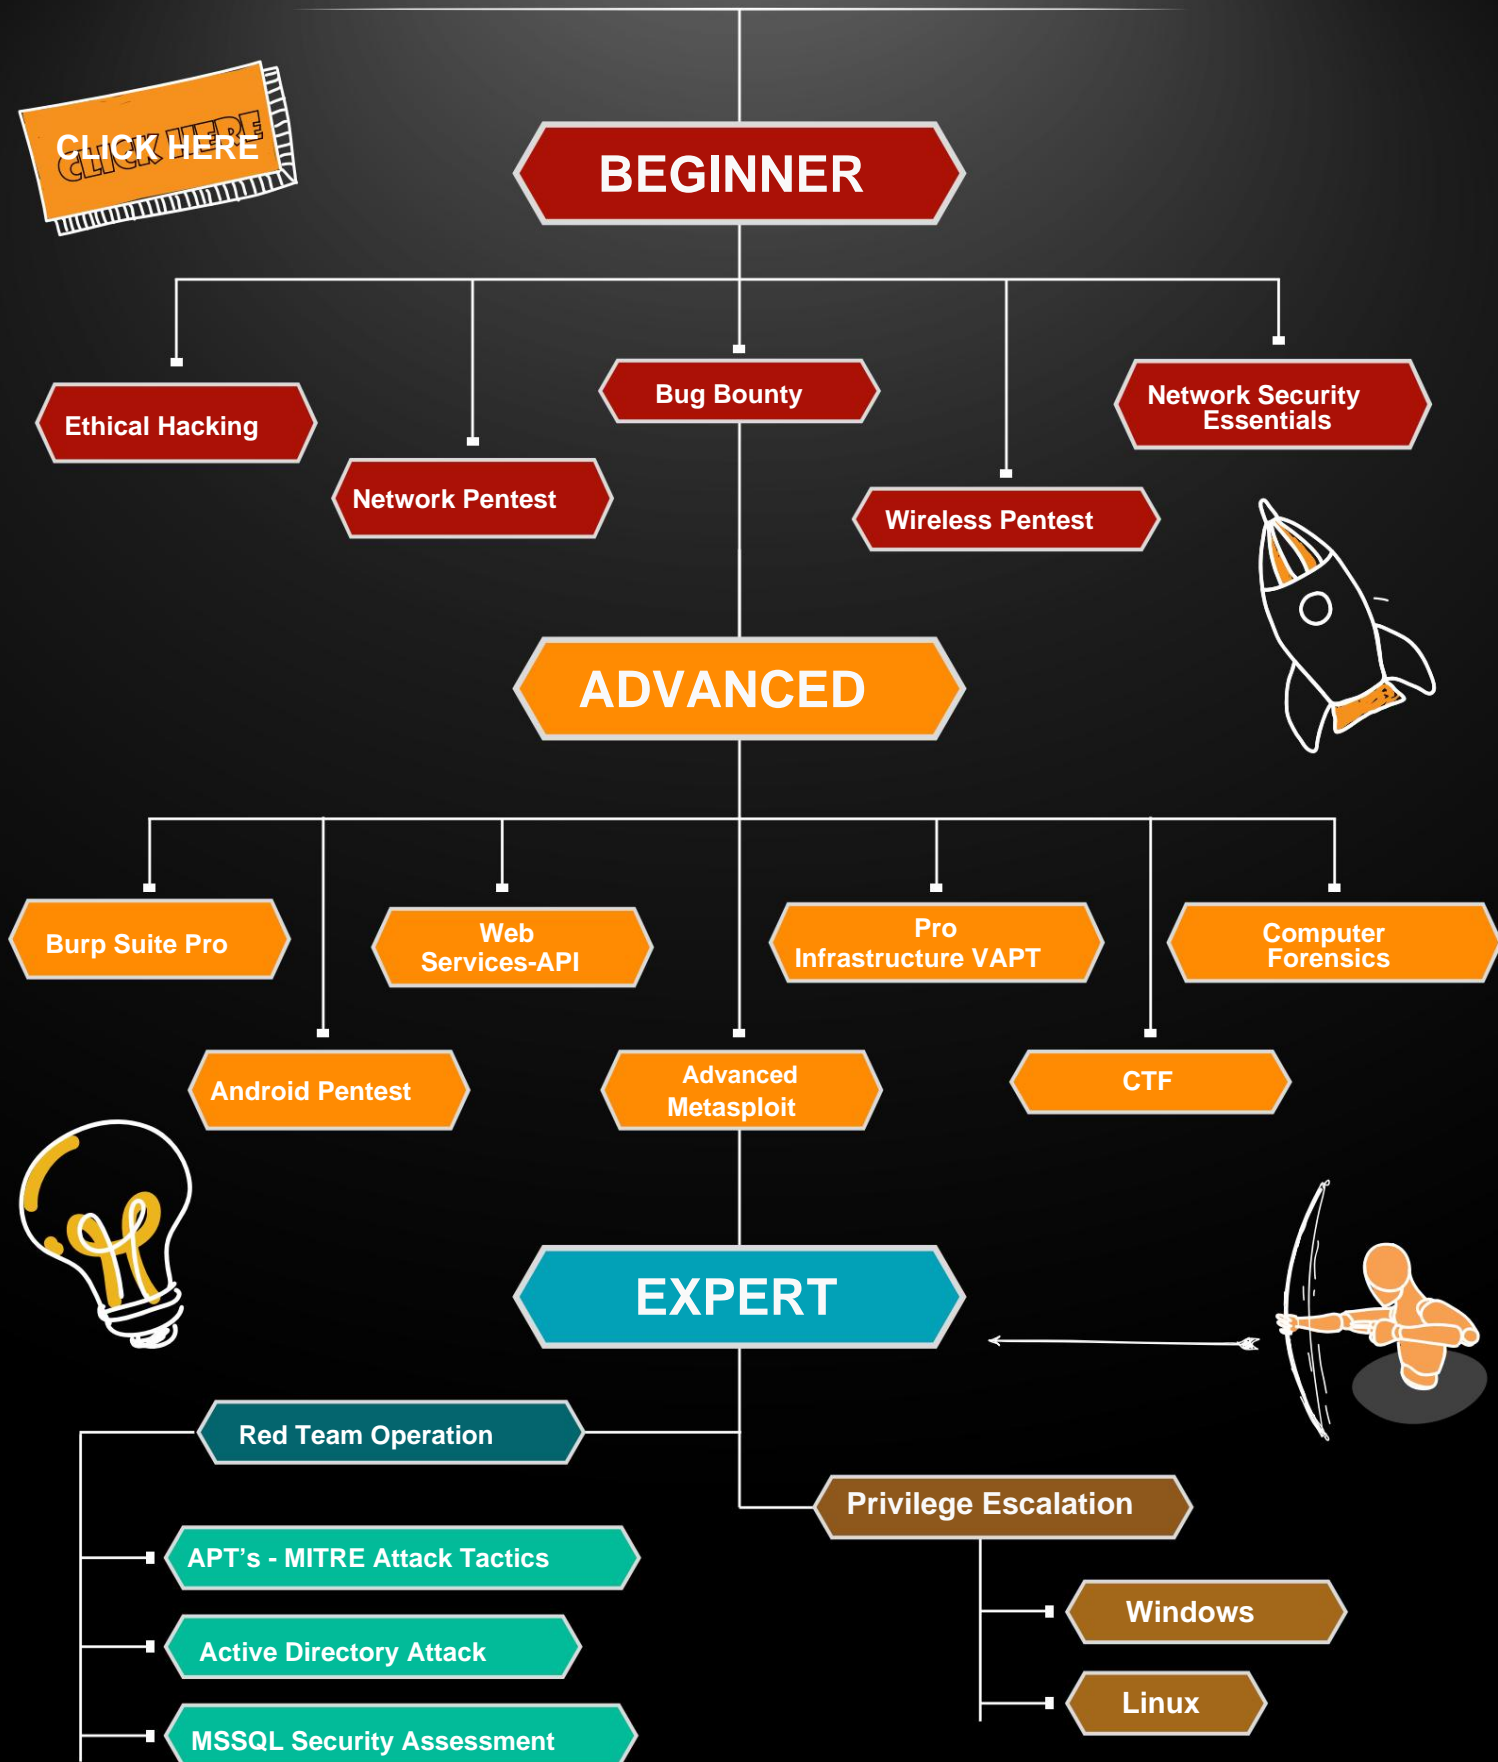 CLICK HERE
CLICK HERE
BEGINNER
Ethical Hacking
Network Pentest
Bug Bounty
Wireless Pentest
Network Security
Essentials
ADVANCED
Burp Suite Pro
Android Pentest
Web
Services-API
Advanced
Metasploit
Pro
Infrastructure VAPT
CTF
Computer
Forensics
EXPERT
Red Team Operation
APT’s - MITRE Attack Tactics
Active Directory Attack
MSSQL Security Assessment
Privilege Escalation
Windows
Linux